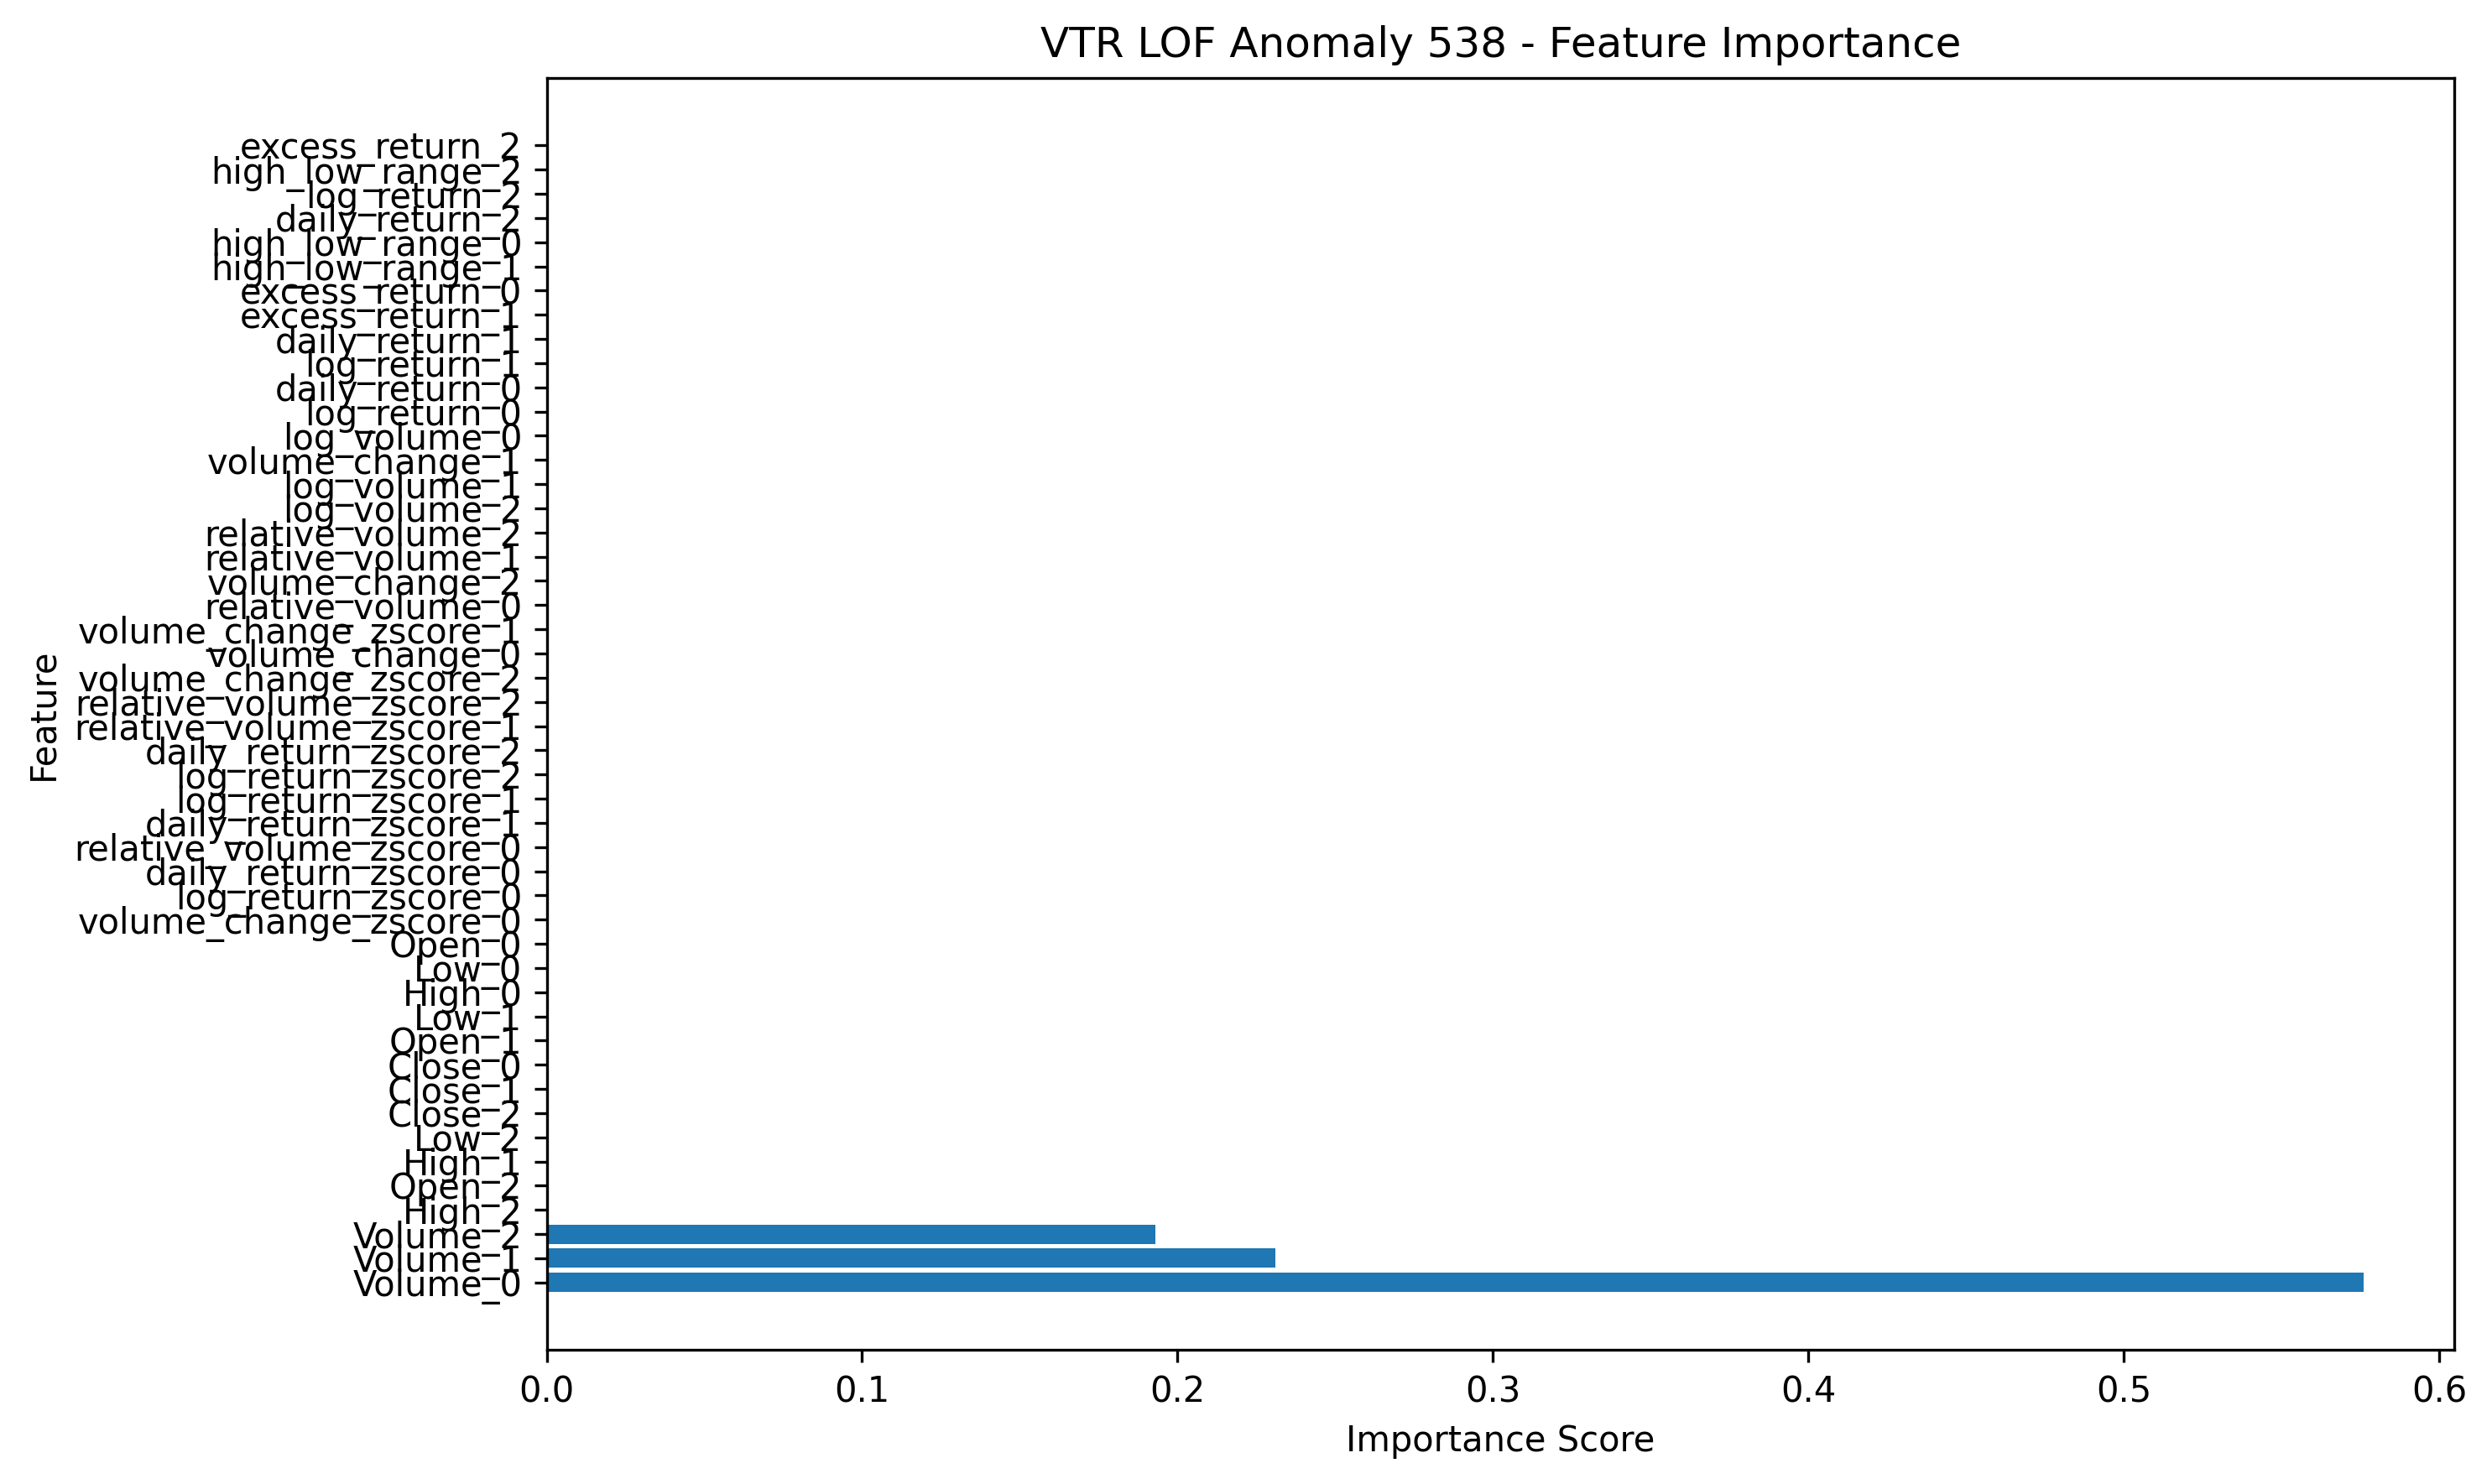 VTR LOF Anomaly 538 - Feature Importance
excess_return_2
high_low_range_2
log_return_2
daily_return_2
high_low_range_0
high_low_range_1
excess_return_0
excess_return_1
daily_return_1
log_return_1
daily_return_0
log_return_0
log_volume_0
volume_change_1
log_volume_1
log_volume_2
relative_volume_2
relative_volume_1
volume_change_2
relative_volume_0
volume_change_zscore_1
volume_change_0
volume_change_zscore_2
relative_volume_zscore_2
relative_volume_zscore_1
daily_return_zscore_2
log_return_zscore_2
log_return_zscore_1
daily_return_zscore_1
relative_volume_zscore_0
daily_return_zscore_0
log_return_zscore_0
volume_change_zscore_0
Open_0
Low_0
High_0
Low_1
Open_1
Close_0
Close_1
Close_2
Low_2
High_1
Open_2
High_2
Volume_2
Volume_1
Volume_0
Feature
0.0 0.1 0.2 0.3 0.4 0.5 0.6
Importance Score